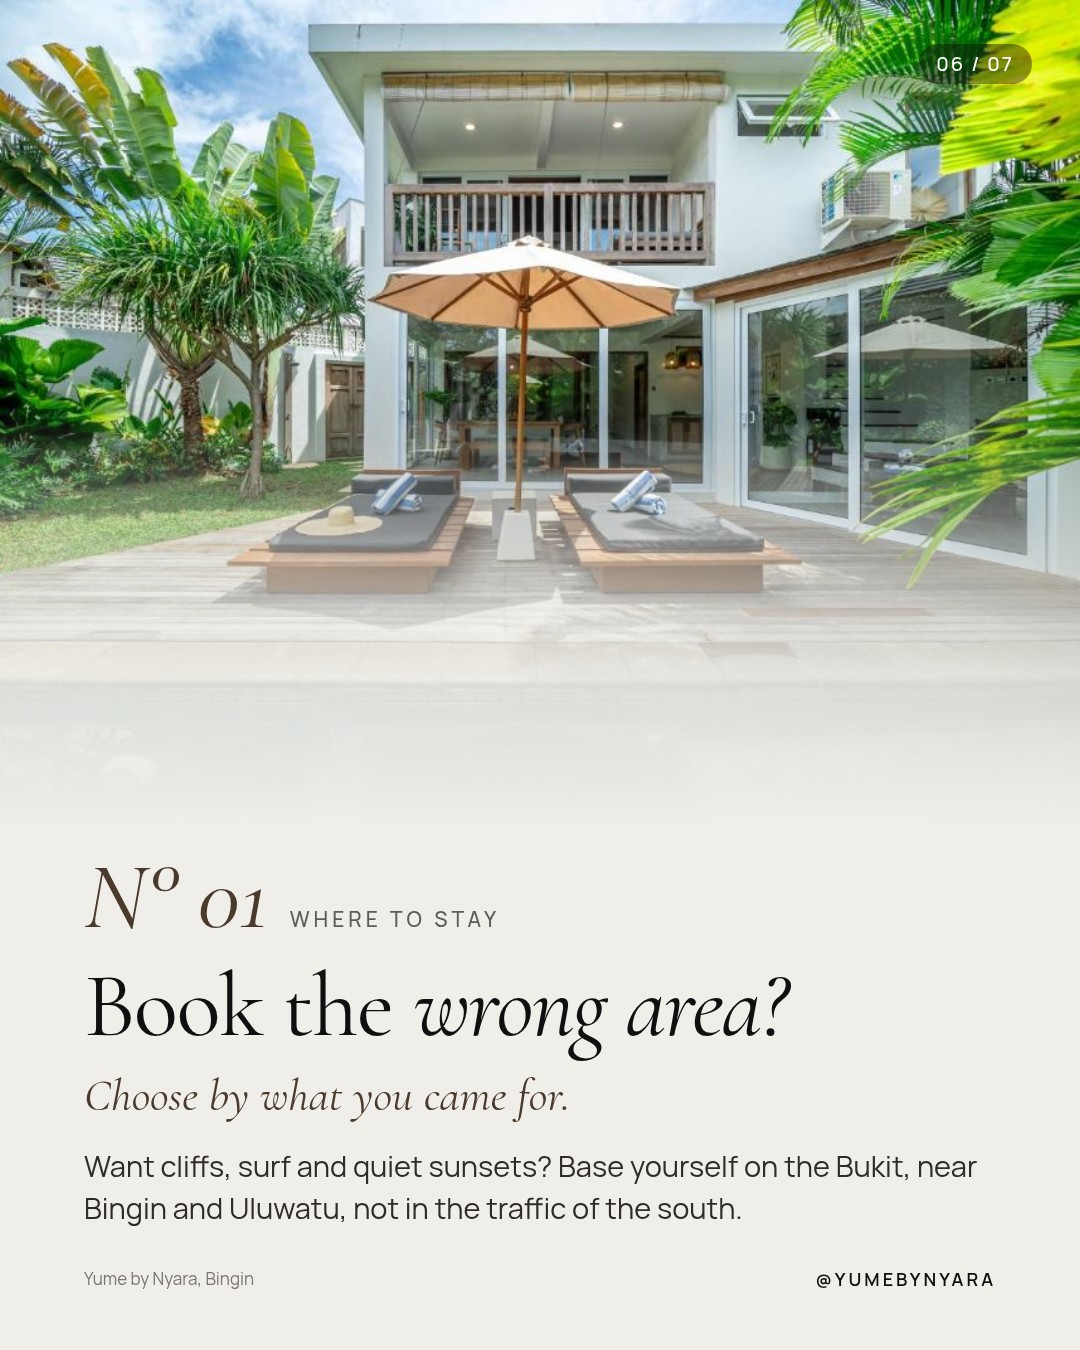 06 / 07
Nº 01 WHERE TO STAY
Book the wrong area?
Choose by what you came for.
Want cliffs, surf and quiet sunsets? Base yourself on the Bukit, near
Bingin and Uluwatu, not in the traffic of the south.
Yume by Nyara, Bingin
@YUMEBYNYARA